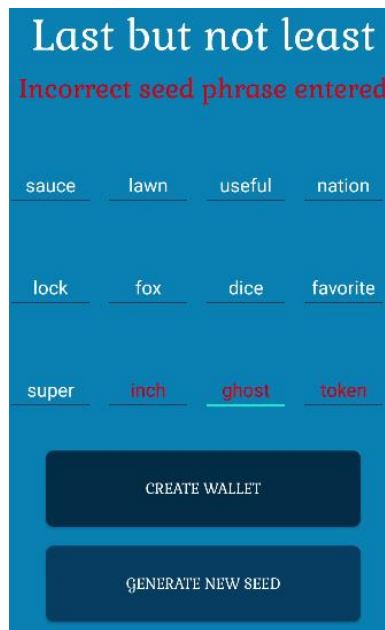 Last but not least
Incorrect seed phrase entered
sauce lawn useful nation
lock fox dice favorite
super inch ghost token
CREATE WALLET
GENERATE NEW SEED